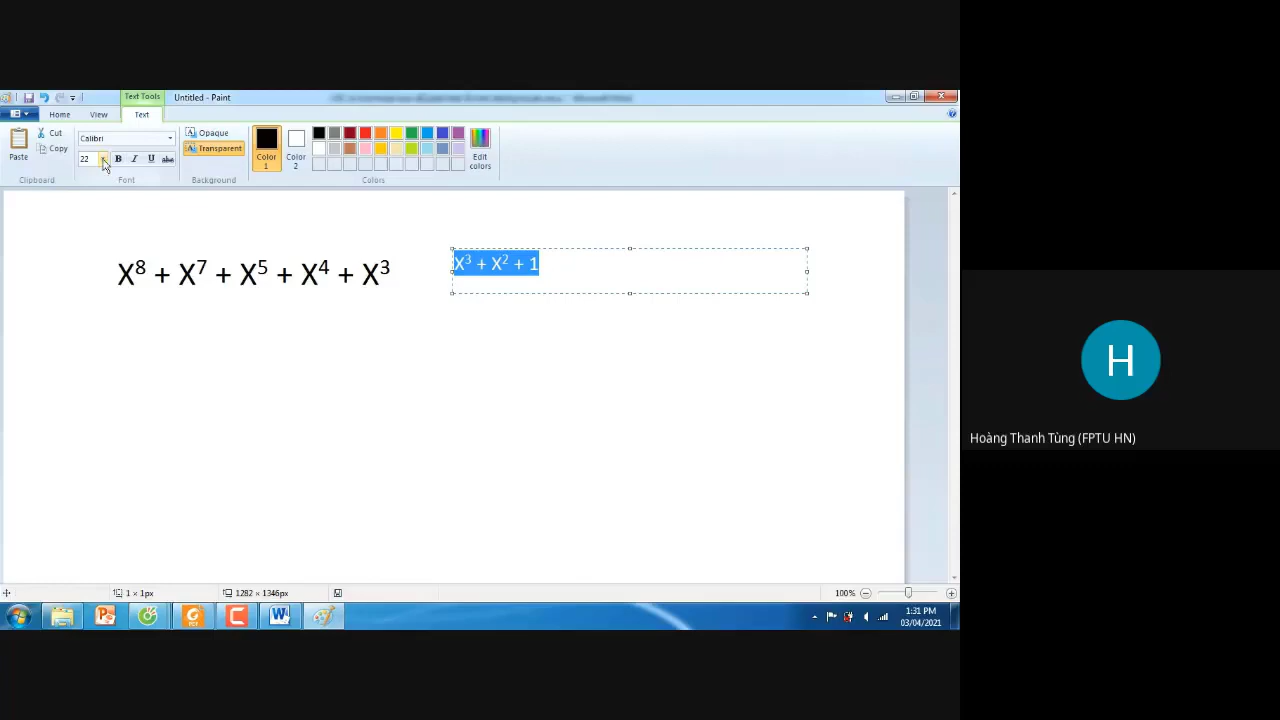 Text Tools
Untitled - Paint
Home
View
Text
Paste
Cut
Copy
Clipboard
Calibri
22
B
I
U
abc
Font
Opaque
Transparent
Background
Color
1
Color
2
Edit
colors
Colors
X⁸ + X⁷ + X⁵ + X⁴ + X³
X³ + X² + 1
H
Hoàng Thanh Tùng (FPTU HN)
1 × 1px
1282 × 1346px
100%
1:31 PM
03/04/2021